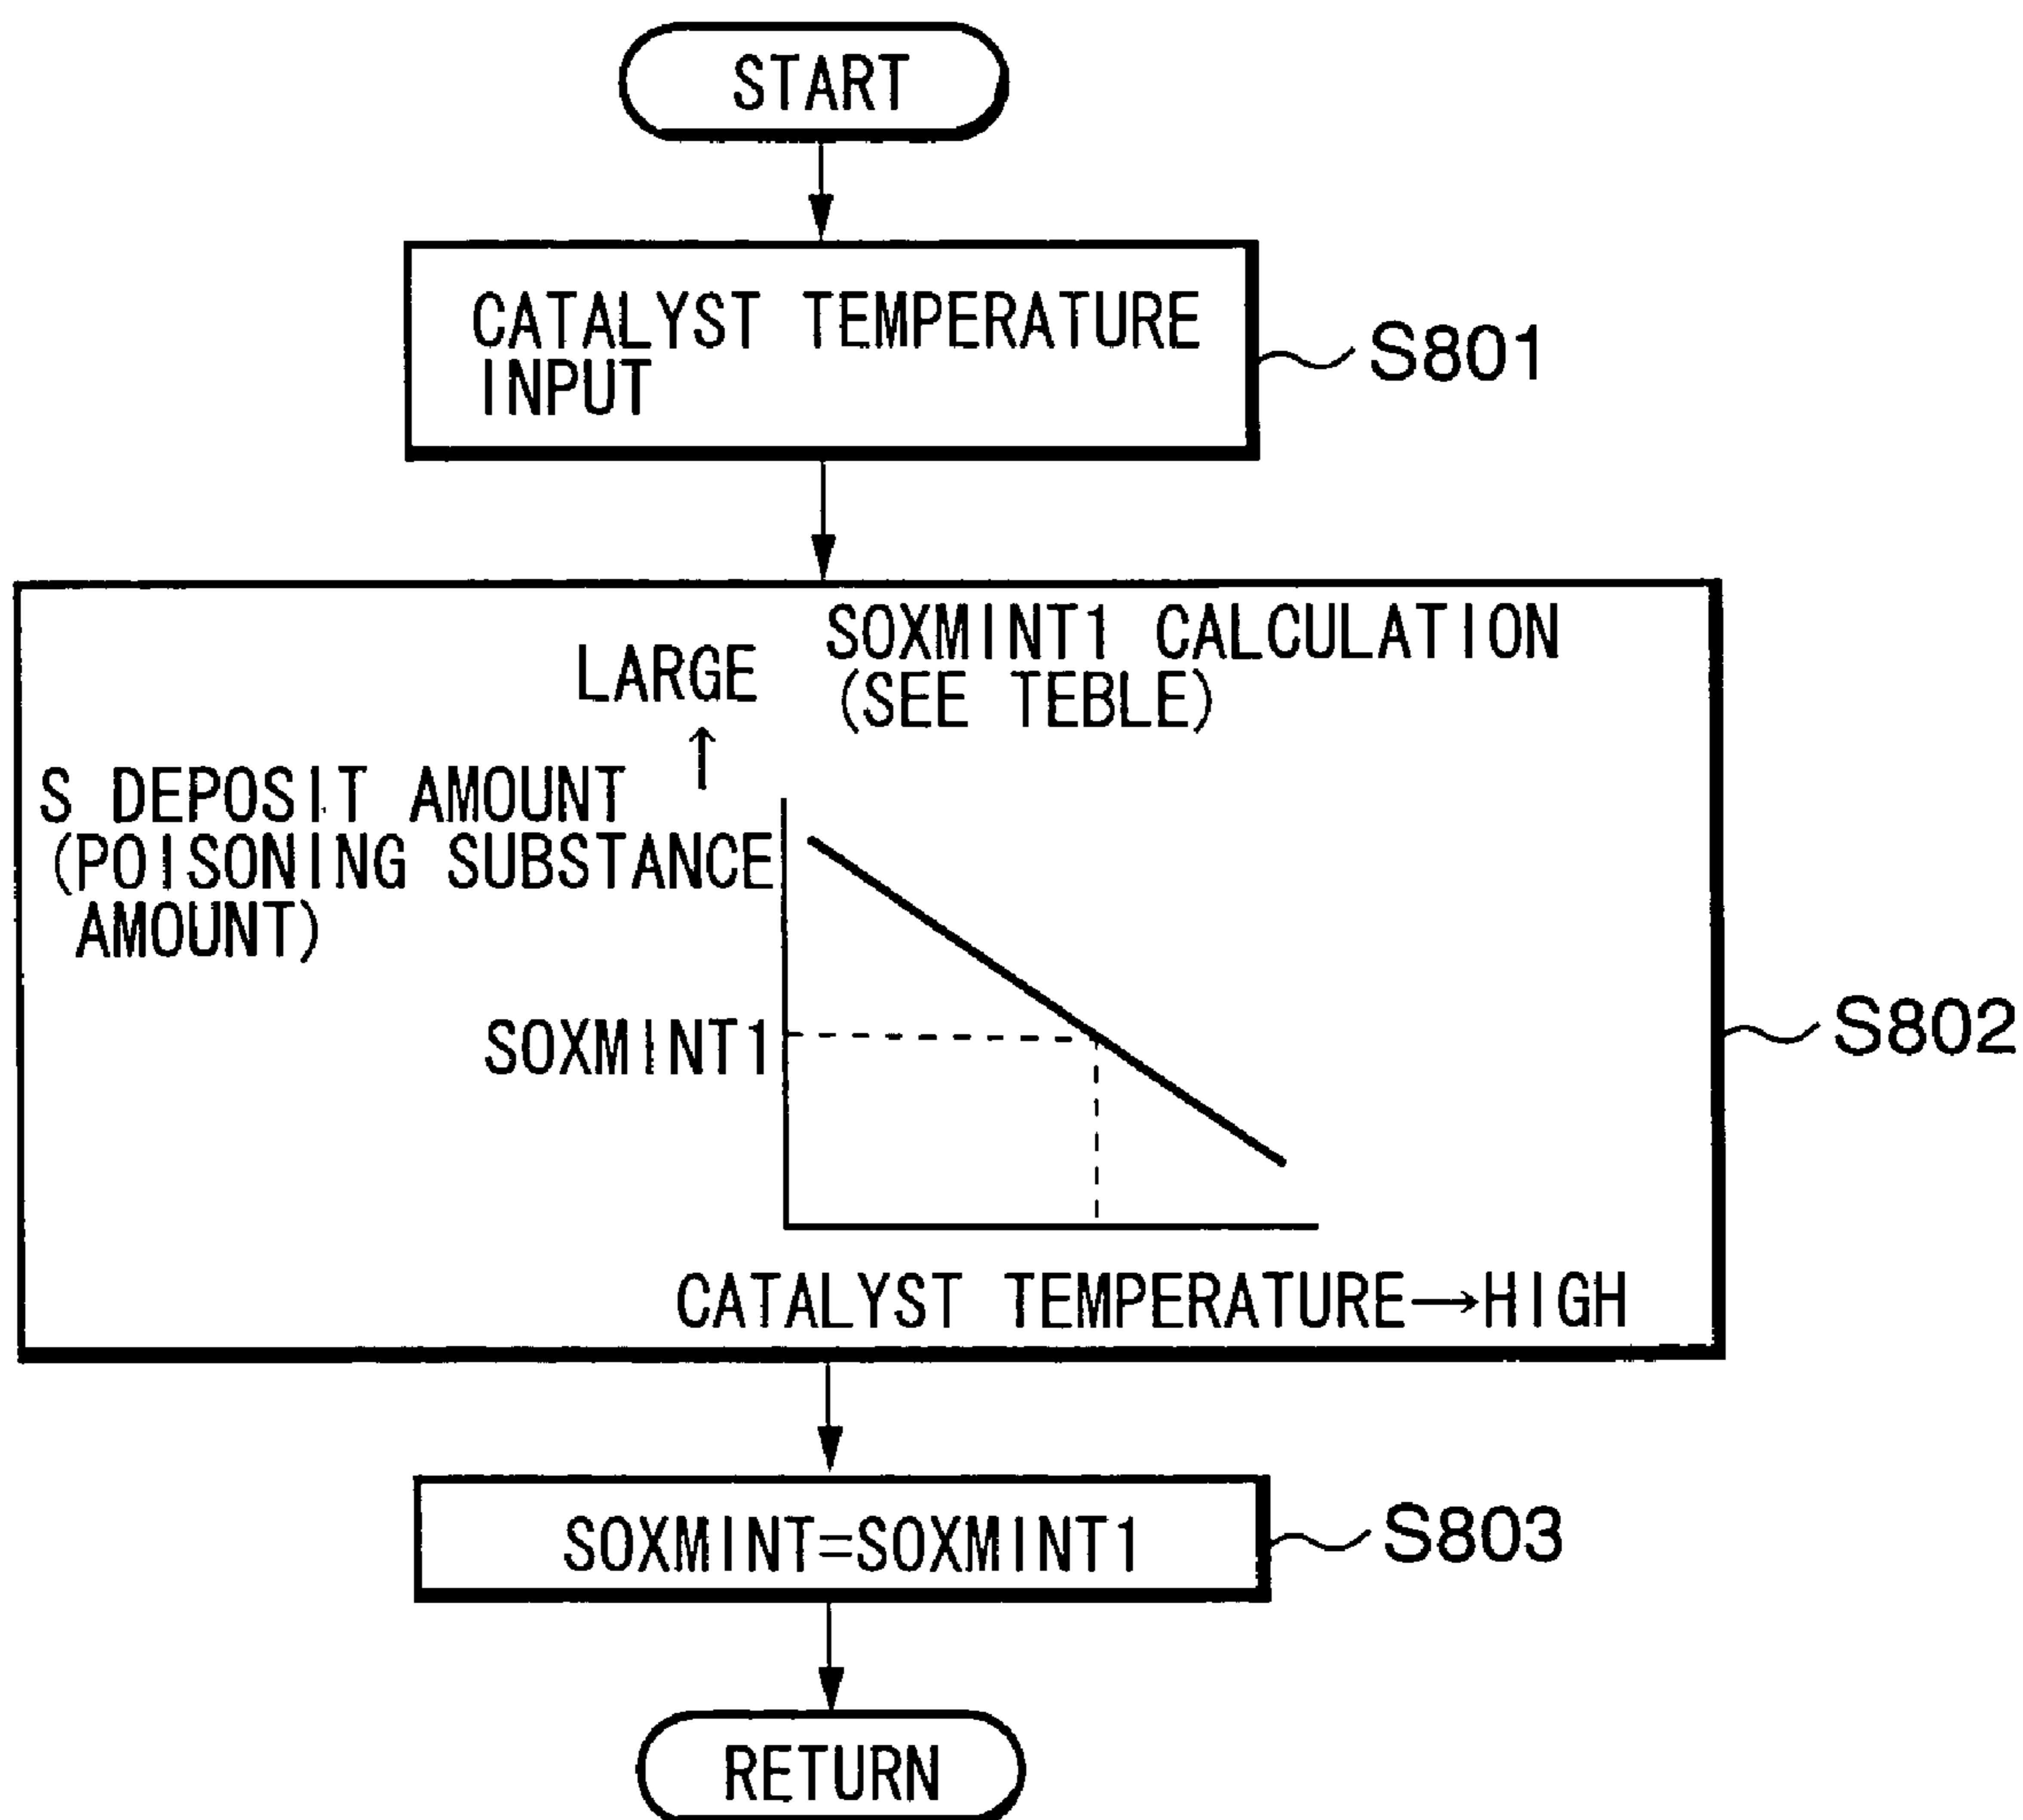 START
CATALYST TEMPERATURE
INPUT
S801
SOXMINT1 CALCULATION
(SEE TEBLE)
LARGE
↑
S DEPOSIT AMOUNT
(POISONING SUBSTANCE
AMOUNT)
SOXMINT1
S802
CATALYST TEMPERATURE→HIGH
SOXMINT=SOXMINT1
S803
RETURN